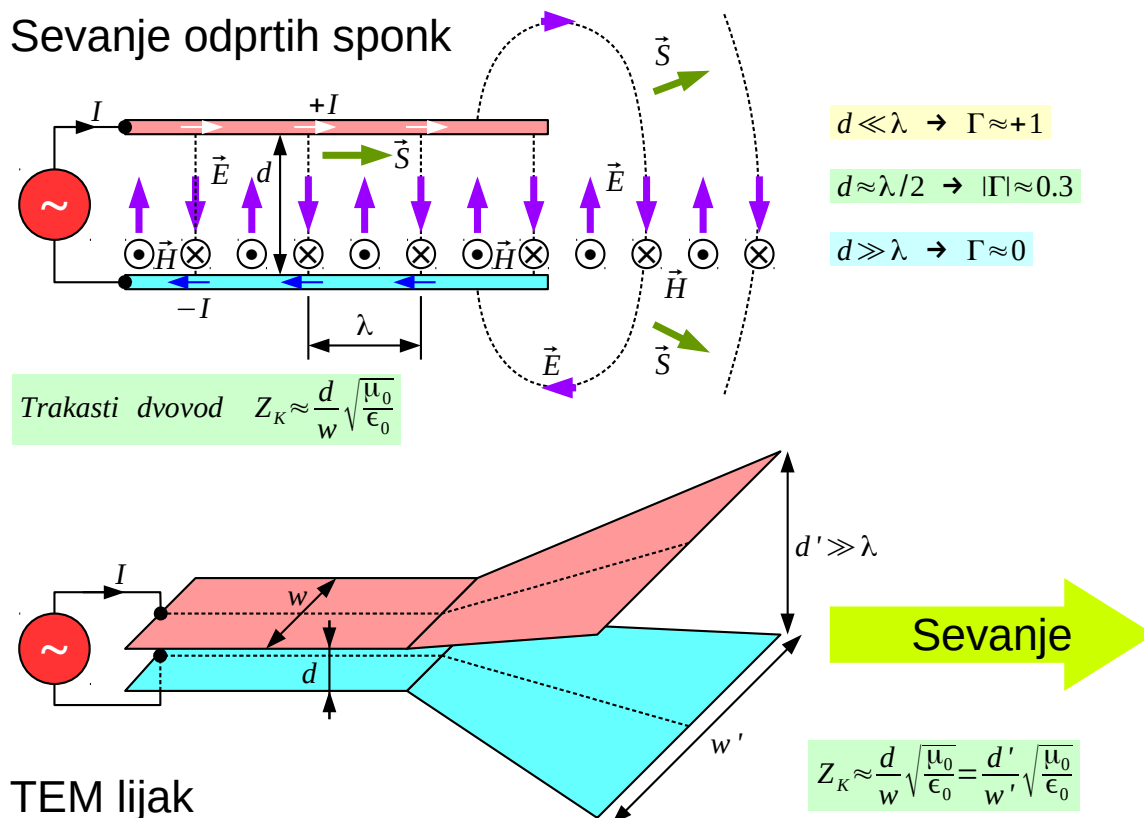 Sevanje odprtih sponk
I
+I
d
E⃗
S⃗
H⃗
H⃗
−I
λ
E⃗
S⃗
E⃗
H⃗
S⃗
~
d≪λ → Γ≈+1
d≈λ/2 → |Γ|≈0.3
d≫λ → Γ≈0
Trakasti dvovod Z_K≈d/w √(μ₀/ϵ₀)
I
~
w
d
d'≫λ
w'
Sevanje
Z_K≈d/w √(μ₀/ϵ₀)=d'/w' √(μ₀/ϵ₀)
TEM lijak